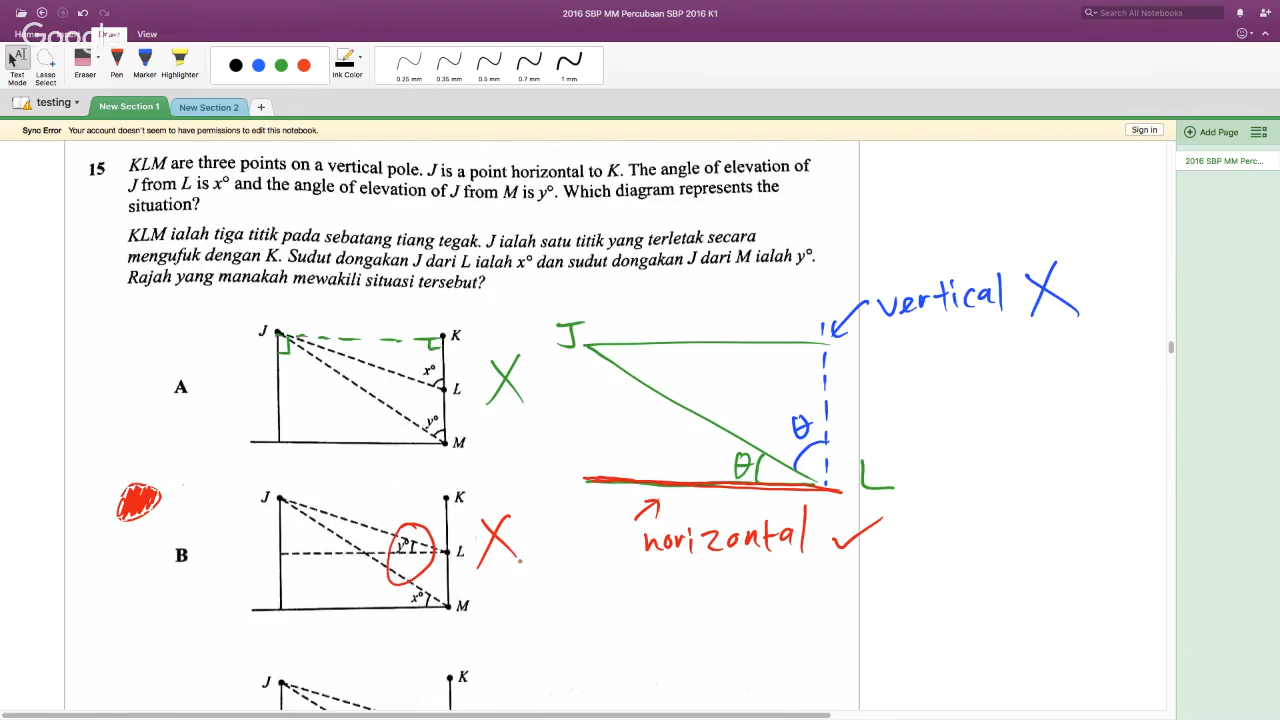 2016 SBP MM Percubaan SBP 2016 K1
Search All Notebooks
Google
Home Insert Draw View
Text Mode
Lasso Select
Eraser
Pen
Marker
Highlighter
Ink Color
0.25 mm
0.35 mm
0.5 mm
0.7 mm
1 mm
testing
New Section 1
New Section 2
+
Sync Error Your account doesn't seem to have permissions to edit this notebook.
Sign in
Add Page
2016 SBP MM Perc...
15 KLM are three points on a vertical pole. J is a point horizontal to K. The angle of elevation of
J from L is x° and the angle of elevation of J from M is y°. Which diagram represents the
situation?
KLM ialah tiga titik pada sebatang tiang tegak. J ialah satu titik yang terletak secara
mengufuk dengan K. Sudut dongakan J dari L ialah x° dan sudut dongakan J dari M ialah y°.
Rajah yang manakah mewakili situasi tersebut?
A
J
K
x°
L
y°
M
X
J
vertical X
θ
θ
L
horizontal ✓
B
J
K
y°
L
x°
M
X
J
K